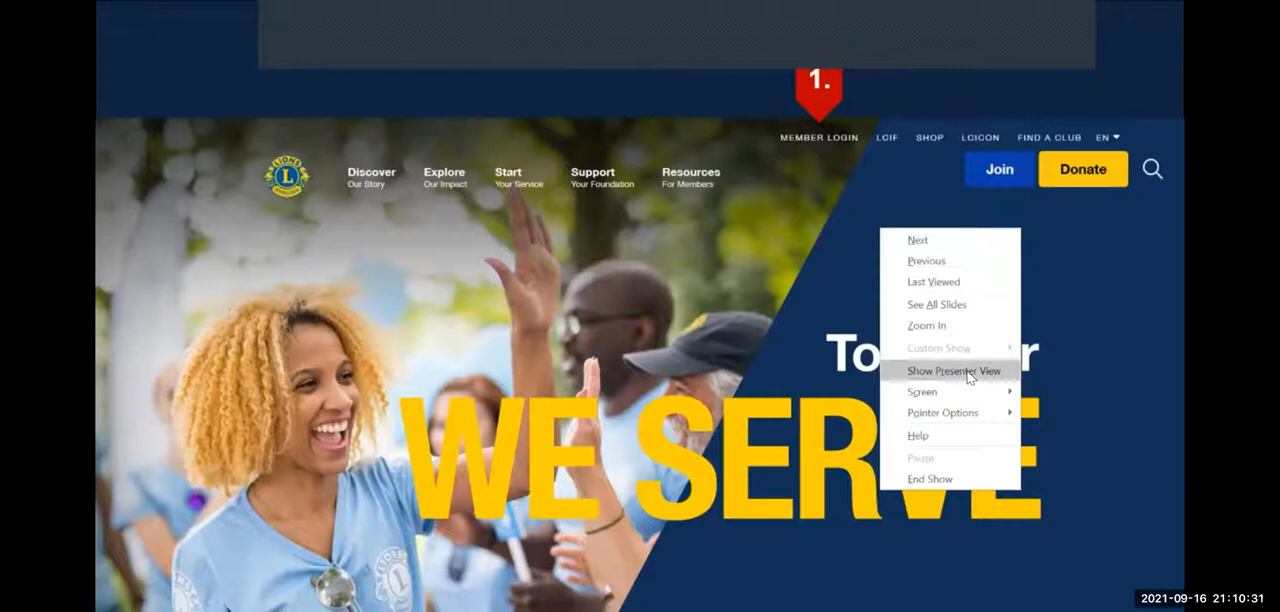 1.
MEMBER LOGIN LCIF SHOP LCICON FIND A CLUB EN
LIONS
L
Discover
Our Story
Explore
Our Impact
Start
Your Service
Support
Your Foundation
Resources
For Members
Join
Donate
Next
Previous
Last Viewed
See All Slides
Zoom In
Custom Show
Show Presenter View
Screen
Pointer Options
Help
Pause
End Show
WE SERVE
L
2021-09-16 21:10:31